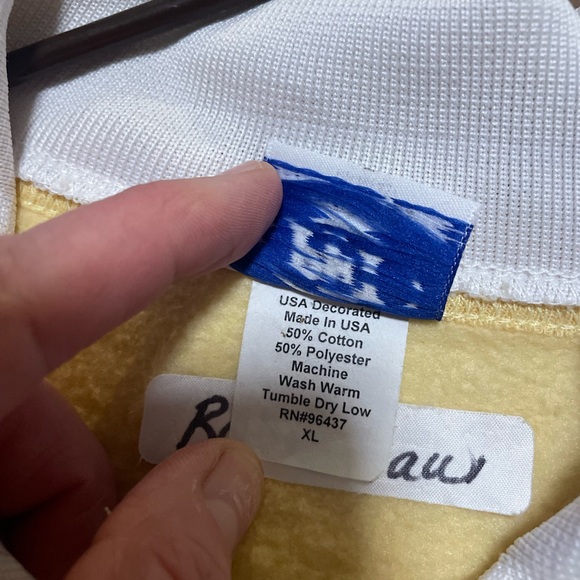 USA Decorated
Made In USA
50% Cotton
50% Polyester
Machine
Wash Warm
Tumble Dry Low
RN#96437
XL